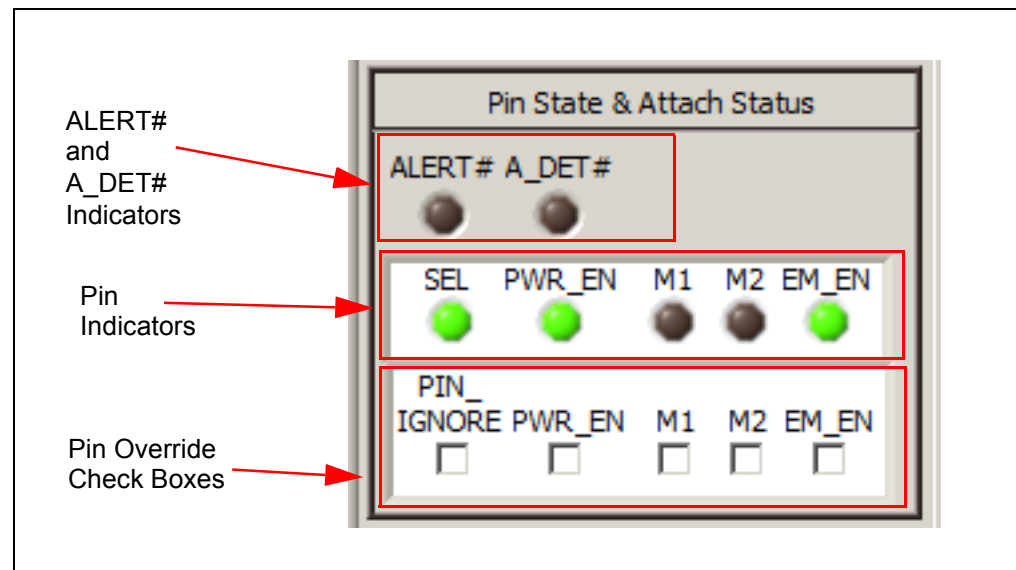 ALERT#
and
A_DET#
Indicators
Pin
Indicators
Pin Override
Check Boxes
Pin State & Attach Status
ALERT# A_DET#
SEL PWR_EN M1 M2 EM_EN
PIN_
IGNORE PWR_EN M1 M2 EM_EN